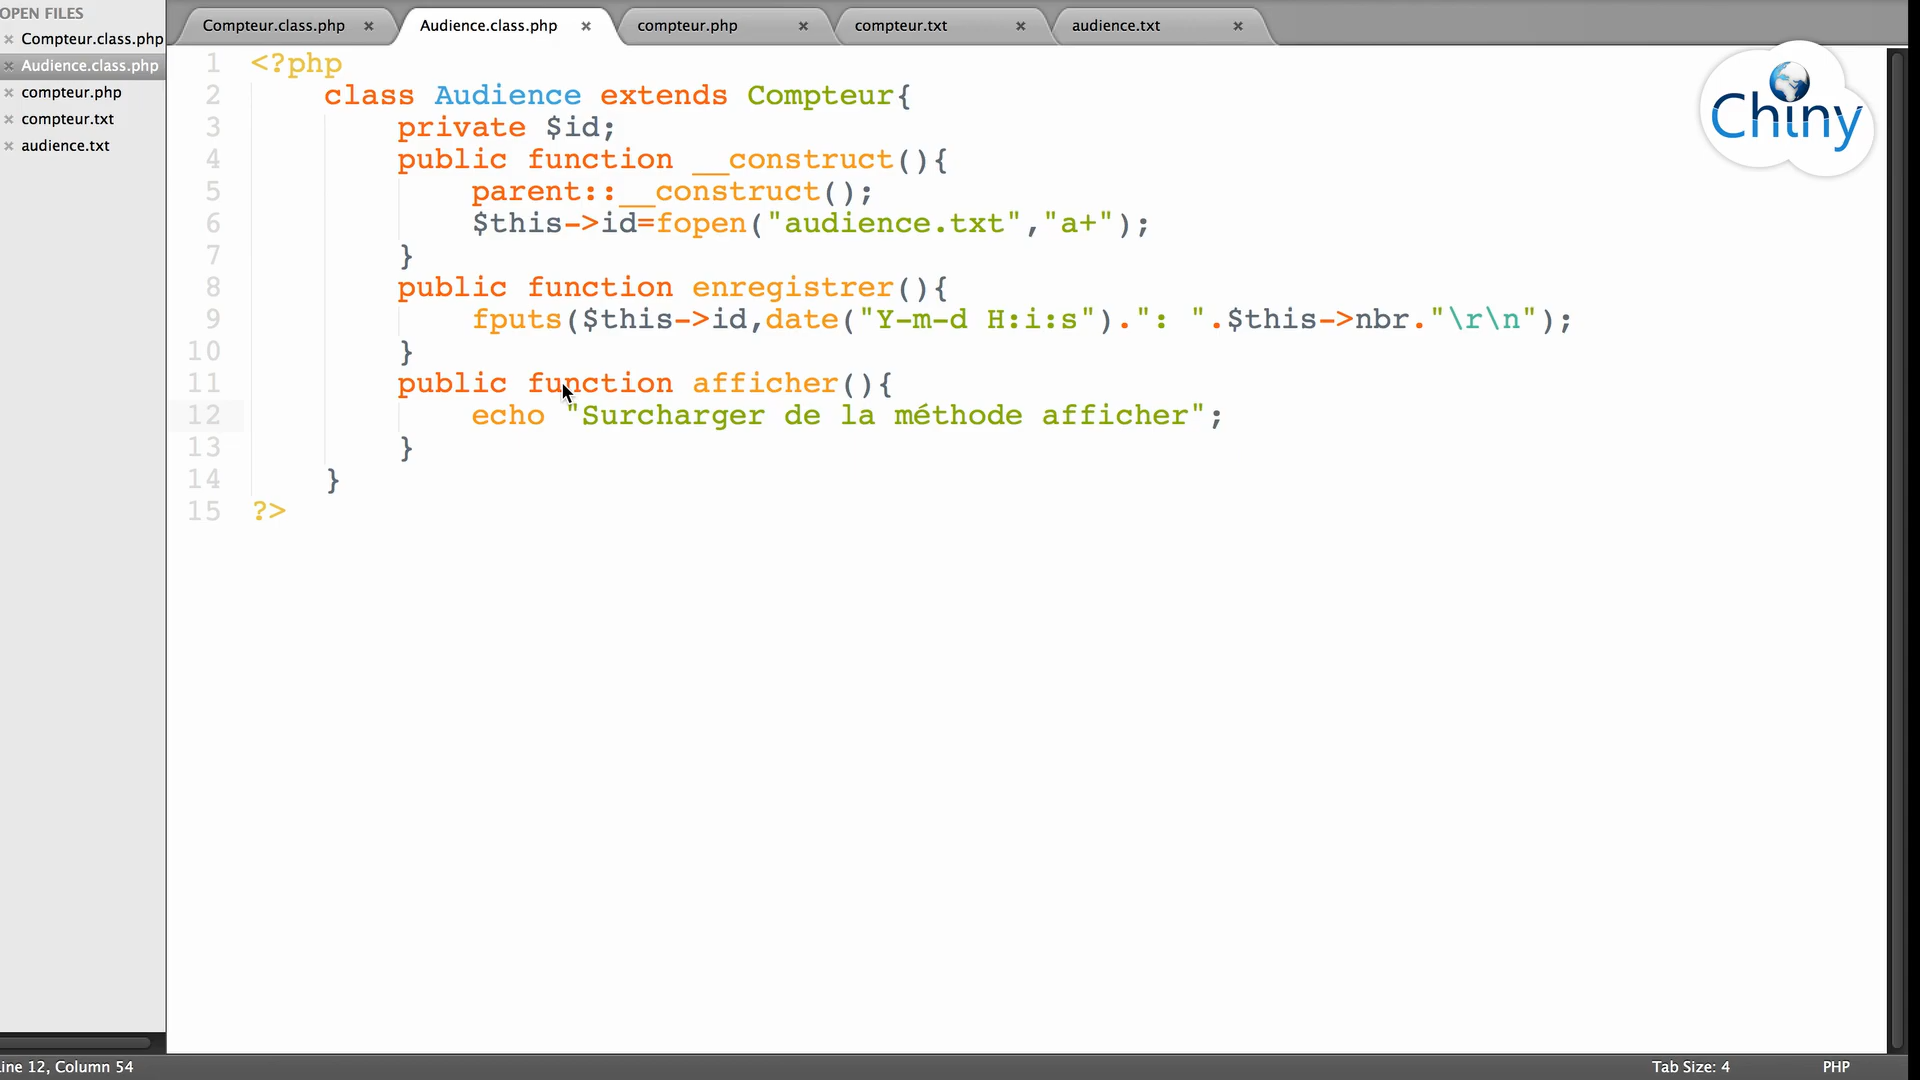 OPEN FILES
Compteur.class.php
Audience.class.php
compteur.php
compteur.txt
audience.txt
Compteur.class.php
Audience.class.php
compteur.php
compteur.txt
audience.txt
Chiny
1 <?php
2 class Audience extends Compteur{
3 private $id;
4 public function __construct(){
5 parent::__construct();
6 $this->id=fopen("audience.txt","a+");
7 }
8 public function enregistrer(){
9 fputs($this->id,date("Y-m-d H:i:s").": ".$this->nbr."\r\n");
10 }
11 public function afficher(){
12 echo "Surcharger de la méthode afficher";
13 }
14 }
15 ?>
ine 12, Column 54
Tab Size: 4
PHP